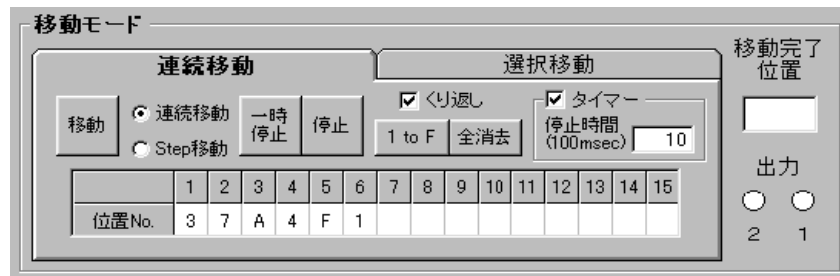 移動モード
連続移動
選択移動
移動完了
位置
移動
連続移動
Step移動
一時
停止
停止
くり返し
1 to F
全消去
タイマー
停止時間
(100msec)
10
1 2 3 4 5 6 7 8 9 10 11 12 13 14 15
位置No. 3 7 A 4 F 1
出力
2 1